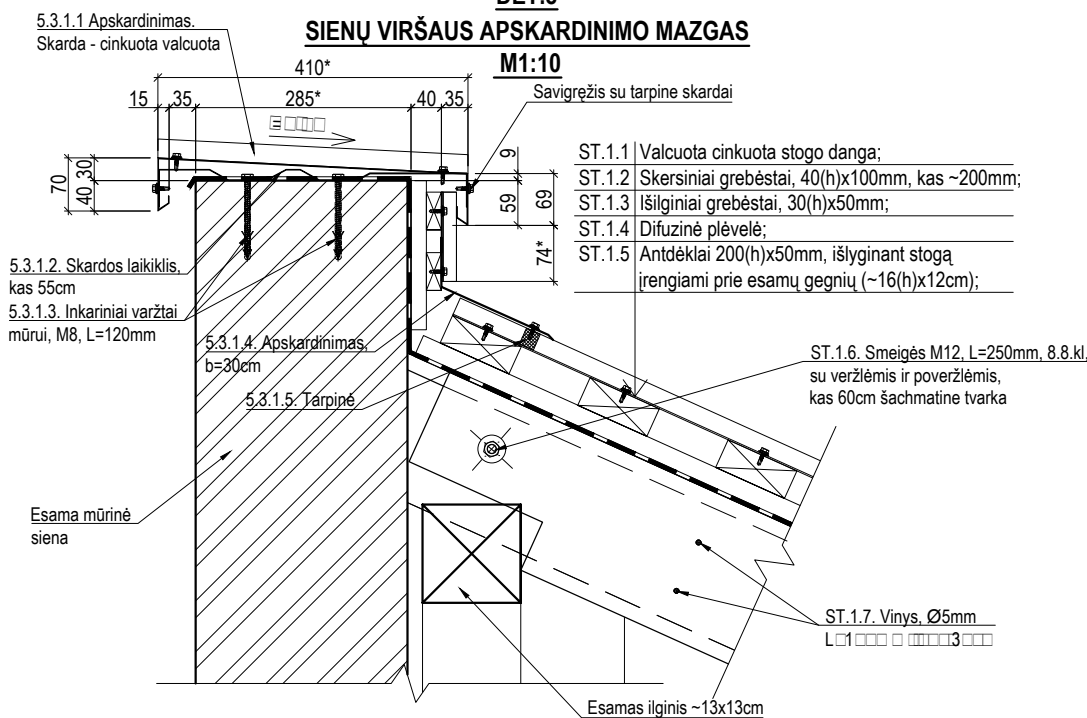 SIENŲ VIRŠAUS APSKARDINIMO MAZGAS
M1:10
5.3.1.1 Apskardinimas.
Skarda - cinkuota valcuota
410*
15
35
285*
40
35
Savigręžis su tarpine skardai
70
30
40
9
59
69
74*
ST.1.1 Valcuota cinkuota stogo danga;
ST.1.2 Skersiniai grebėstai, 40(h)x100mm, kas ~200mm;
ST.1.3 Išilginiai grebėstai, 30(h)x50mm;
ST.1.4 Difuzinė plėvelė;
ST.1.5 Antdėklai 200(h)x50mm, išlyginant stogą
įrengiami prie esamų gegnių (~16(h)x12cm);
5.3.1.2. Skardos laikiklis,
kas 55cm
5.3.1.3. Inkariniai varžtai
mūrui, M8, L=120mm
5.3.1.4. Apskardinimas,
b=30cm
5.3.1.5. Tarpinė
ST.1.6. Smeigės M12, L=250mm, 8.8.kl.
su veržlėmis ir poveržlėmis,
kas 60cm šachmatine tvarka
Esama mūrinė
siena
ST.1.7. Vinys, Ø5mm
Esamas ilginis ~13x13cm